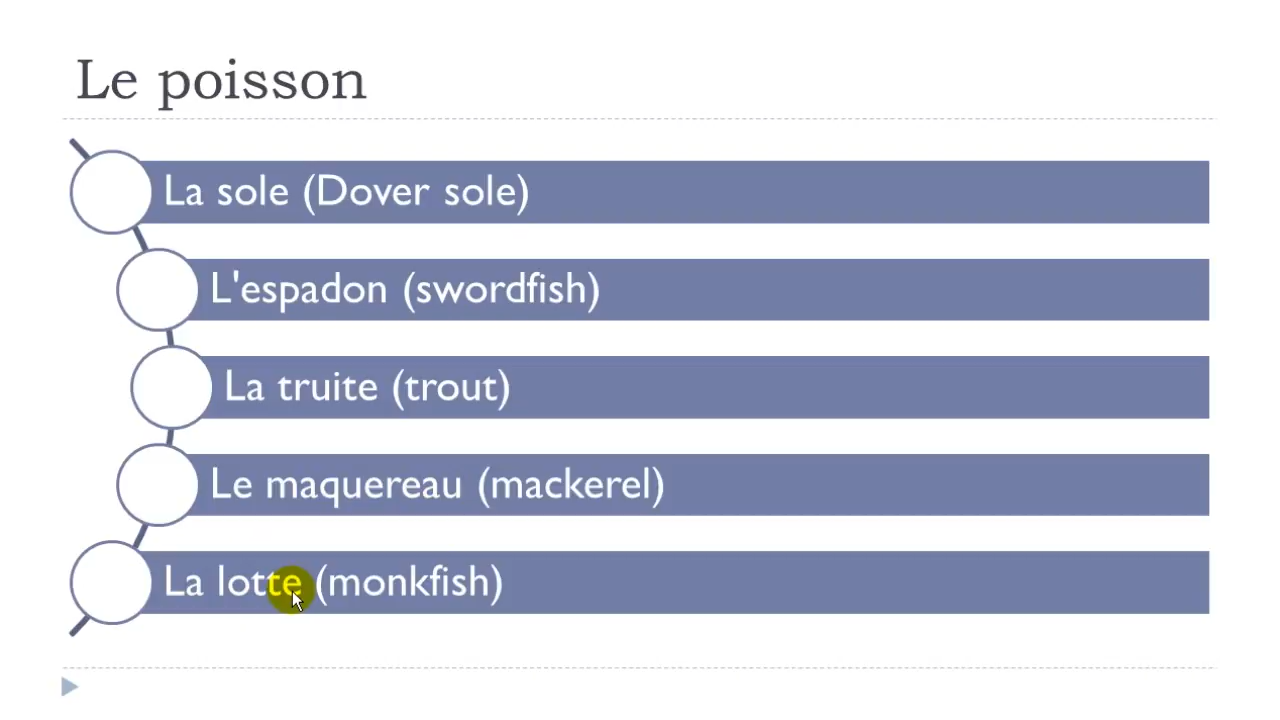 Le poisson
La sole (Dover sole)
L'espadon (swordfish)
La truite (trout)
Le maquereau (mackerel)
La lotte (monkfish)